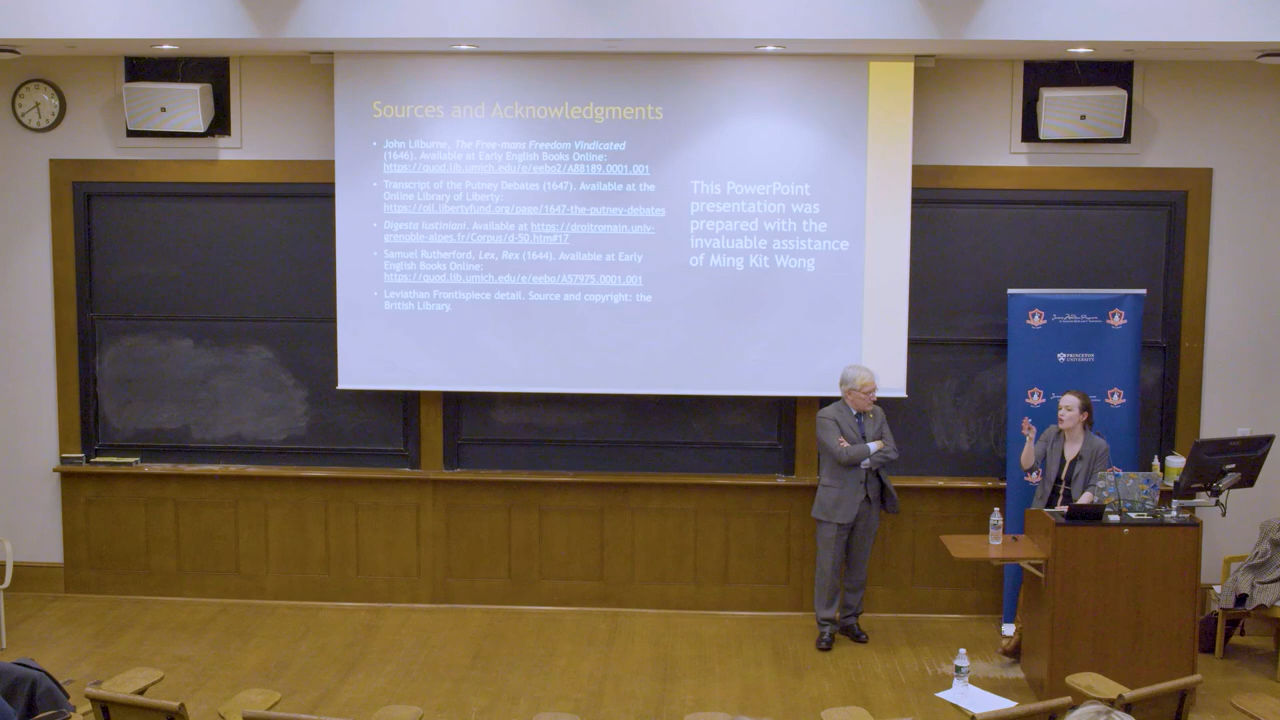 Sources and Acknowledgments
• John Lilburne, The Free-mans Freedom Vindicated
(1646). Available at Early English Books Online:
https://quod.lib.umich.edu/e/eebo2/A88189.0001.001
• Transcript of the Putney Debates (1647). Available at the
Online Library of Liberty:
https://oll.libertyfund.org/page/1647-the-putney-debates
• Digesta Iustiniani. Available at https://droitromain.univ-
grenoble-alpes.fr/Corpus/d-50.htm#17
• Samuel Rutherford, Lex, Rex (1644). Available at Early
English Books Online:
https://quod.lib.umich.edu/e/eebo/A57975.0001.001
• Leviathan Frontispiece detail. Source and copyright: the
British Library.
This PowerPoint
presentation was
prepared with the
invaluable assistance
of Ming Kit Wong
PRINCETON
UNIVERSITY